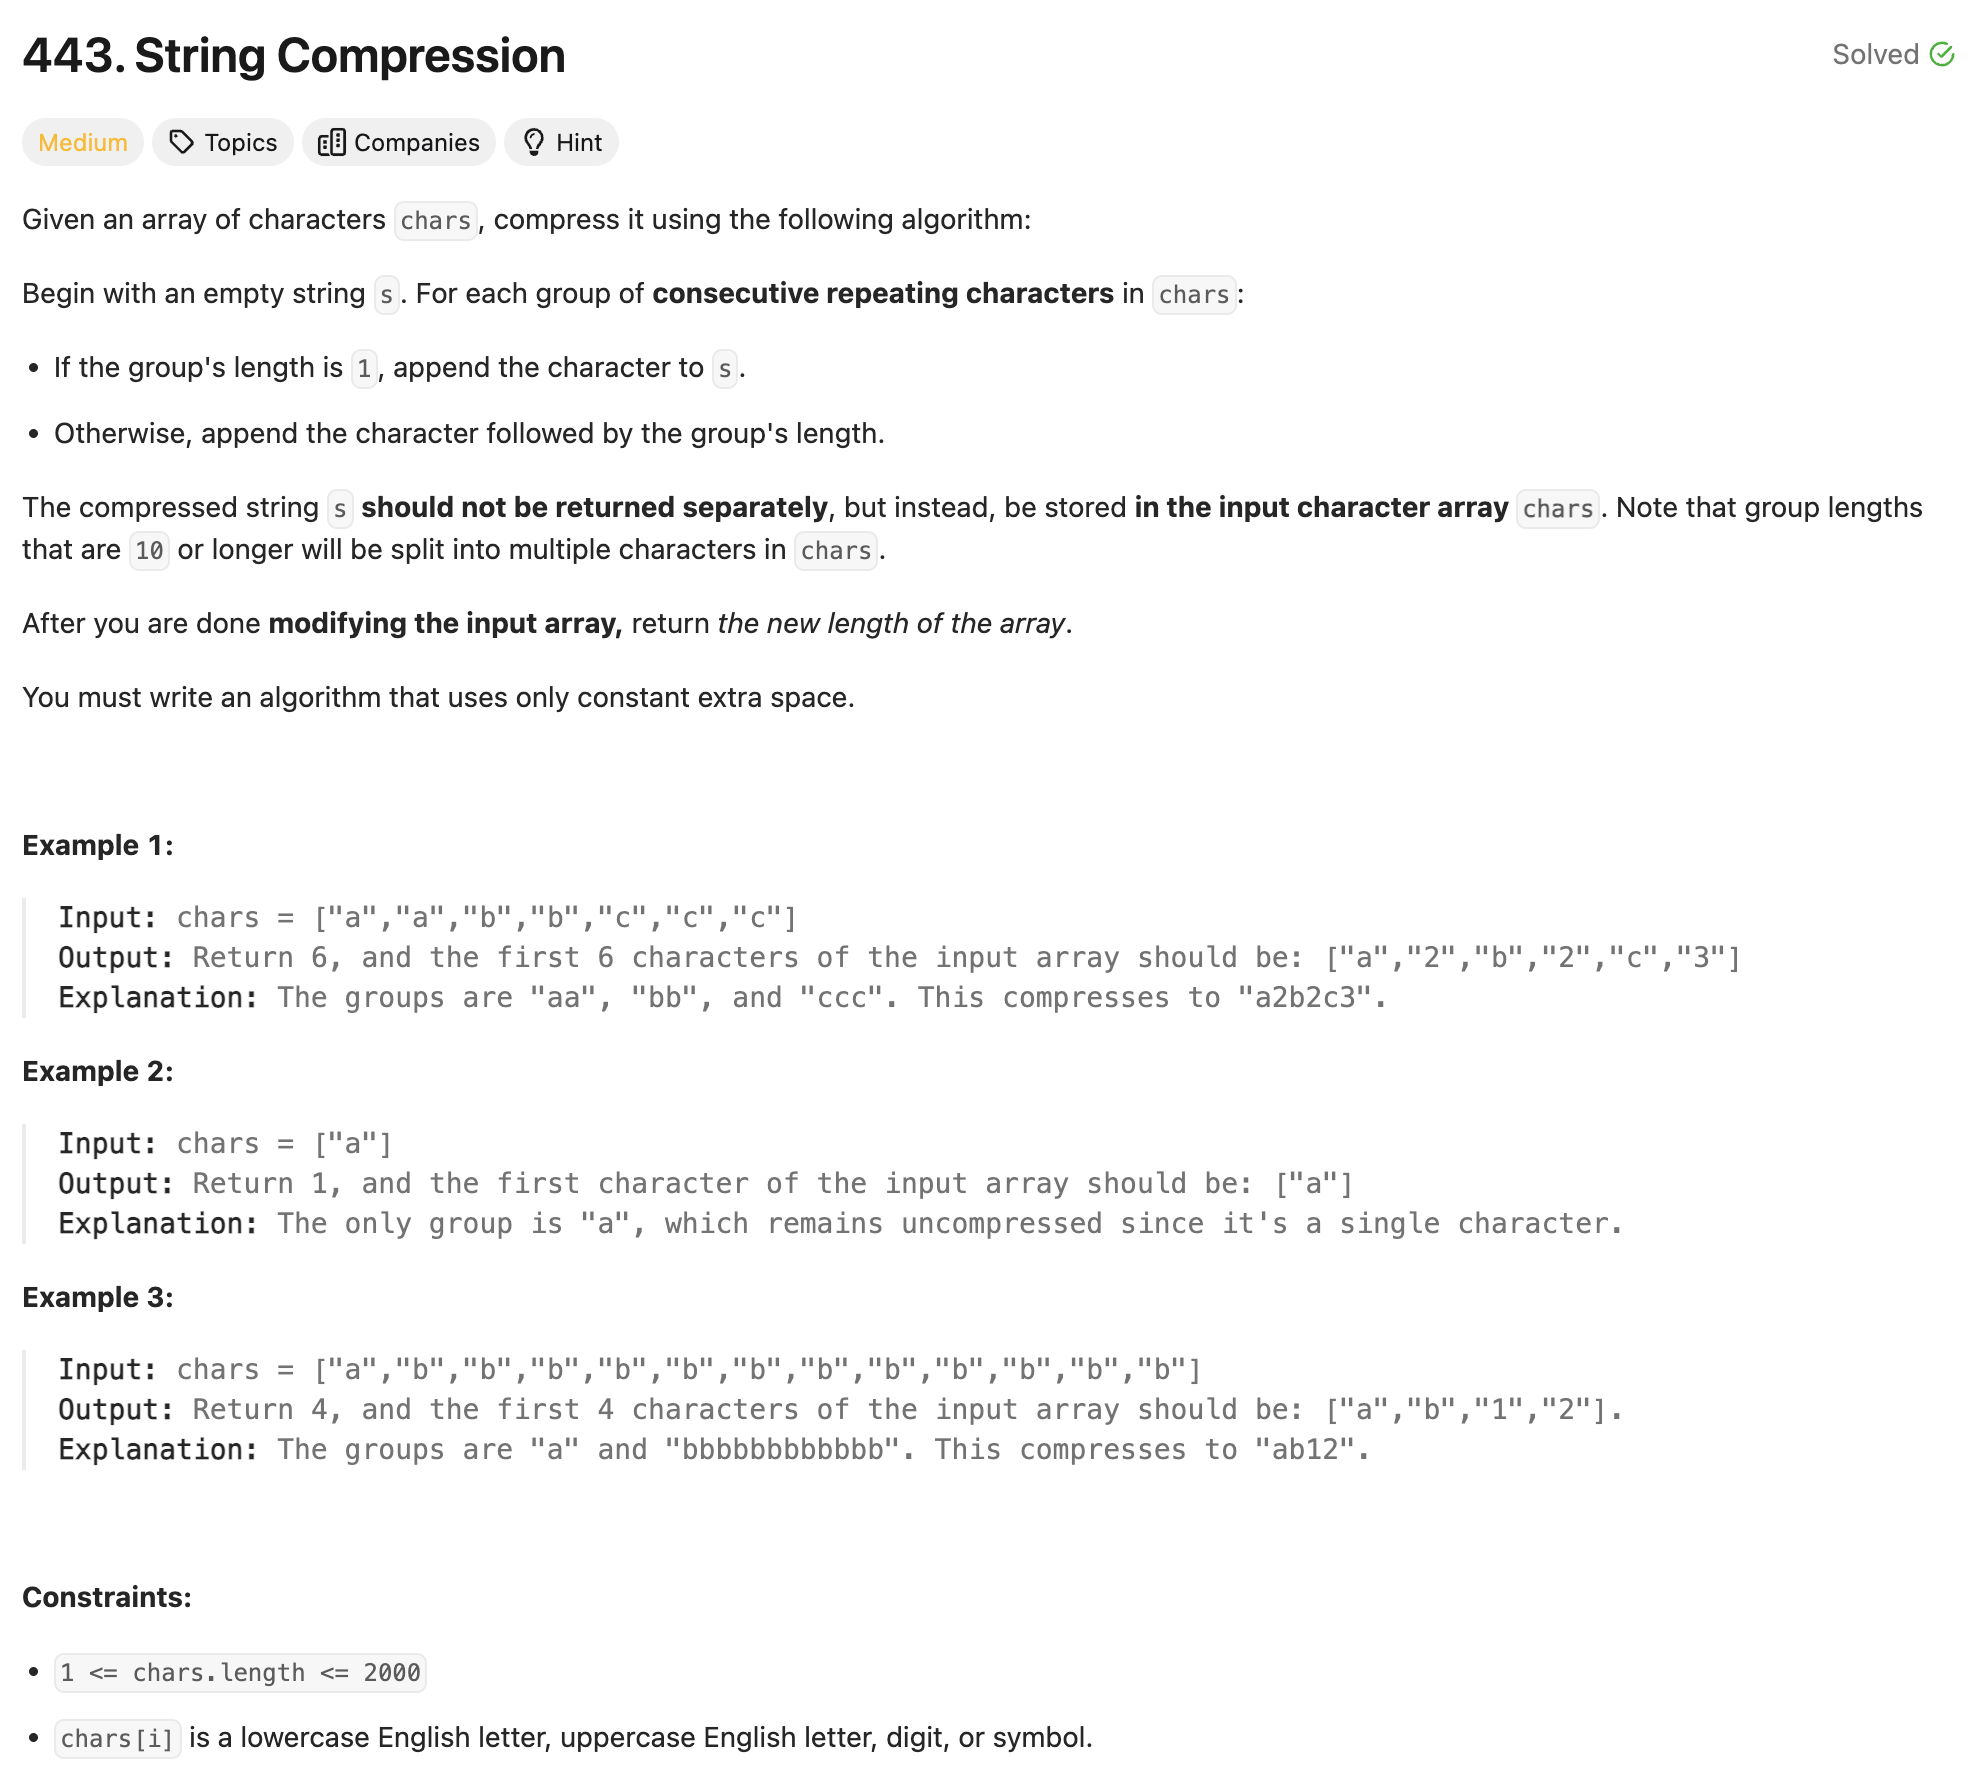 443. String Compression
Solved
Medium Topics Companies Hint
Given an array of characters chars, compress it using the following algorithm:
Begin with an empty string s. For each group of consecutive repeating characters in chars:
• If the group's length is 1, append the character to s.
• Otherwise, append the character followed by the group's length.
The compressed string s should not be returned separately, but instead, be stored in the input character array chars. Note that group lengths
that are 10 or longer will be split into multiple characters in chars.
After you are done modifying the input array, return the new length of the array.
You must write an algorithm that uses only constant extra space.
Example 1:
Input: chars = ["a","a","b","b","c","c","c"]
Output: Return 6, and the first 6 characters of the input array should be: ["a","2","b","2","c","3"]
Explanation: The groups are "aa", "bb", and "ccc". This compresses to "a2b2c3".
Example 2:
Input: chars = ["a"]
Output: Return 1, and the first character of the input array should be: ["a"]
Explanation: The only group is "a", which remains uncompressed since it's a single character.
Example 3:
Input: chars = ["a","b","b","b","b","b","b","b","b","b","b","b","b"]
Output: Return 4, and the first 4 characters of the input array should be: ["a","b","1","2"].
Explanation: The groups are "a" and "bbbbbbbbbbbb". This compresses to "ab12".
Constraints:
• 1 <= chars.length <= 2000
• chars[i] is a lowercase English letter, uppercase English letter, digit, or symbol.